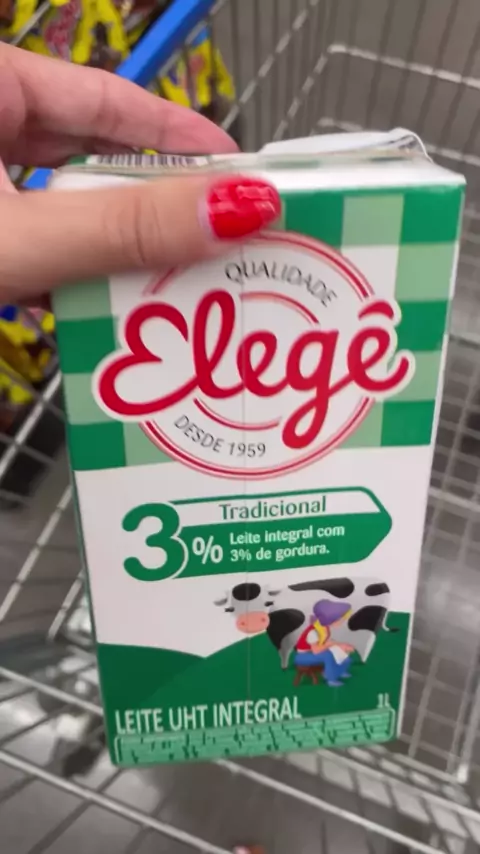 QUALIDADE
Elegê
DESDE 1959
Tradicional
3% Leite integral com
3% de gordura.
LEITE UHT INTEGRAL 1L